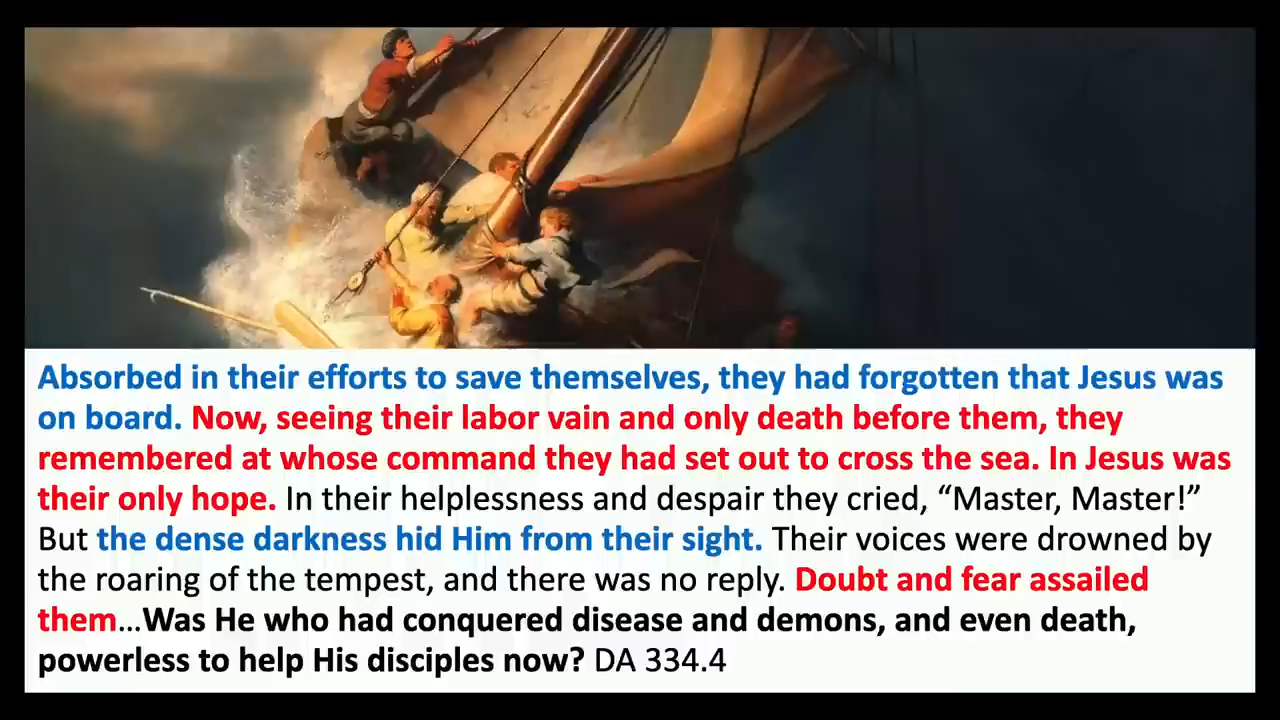 Absorbed in their efforts to save themselves, they had forgotten that Jesus was
on board. Now, seeing their labor vain and only death before them, they
remembered at whose command they had set out to cross the sea. In Jesus was
their only hope. In their helplessness and despair they cried, “Master, Master!”
But the dense darkness hid Him from their sight. Their voices were drowned by
the roaring of the tempest, and there was no reply. Doubt and fear assailed
them…Was He who had conquered disease and demons, and even death,
powerless to help His disciples now? DA 334.4